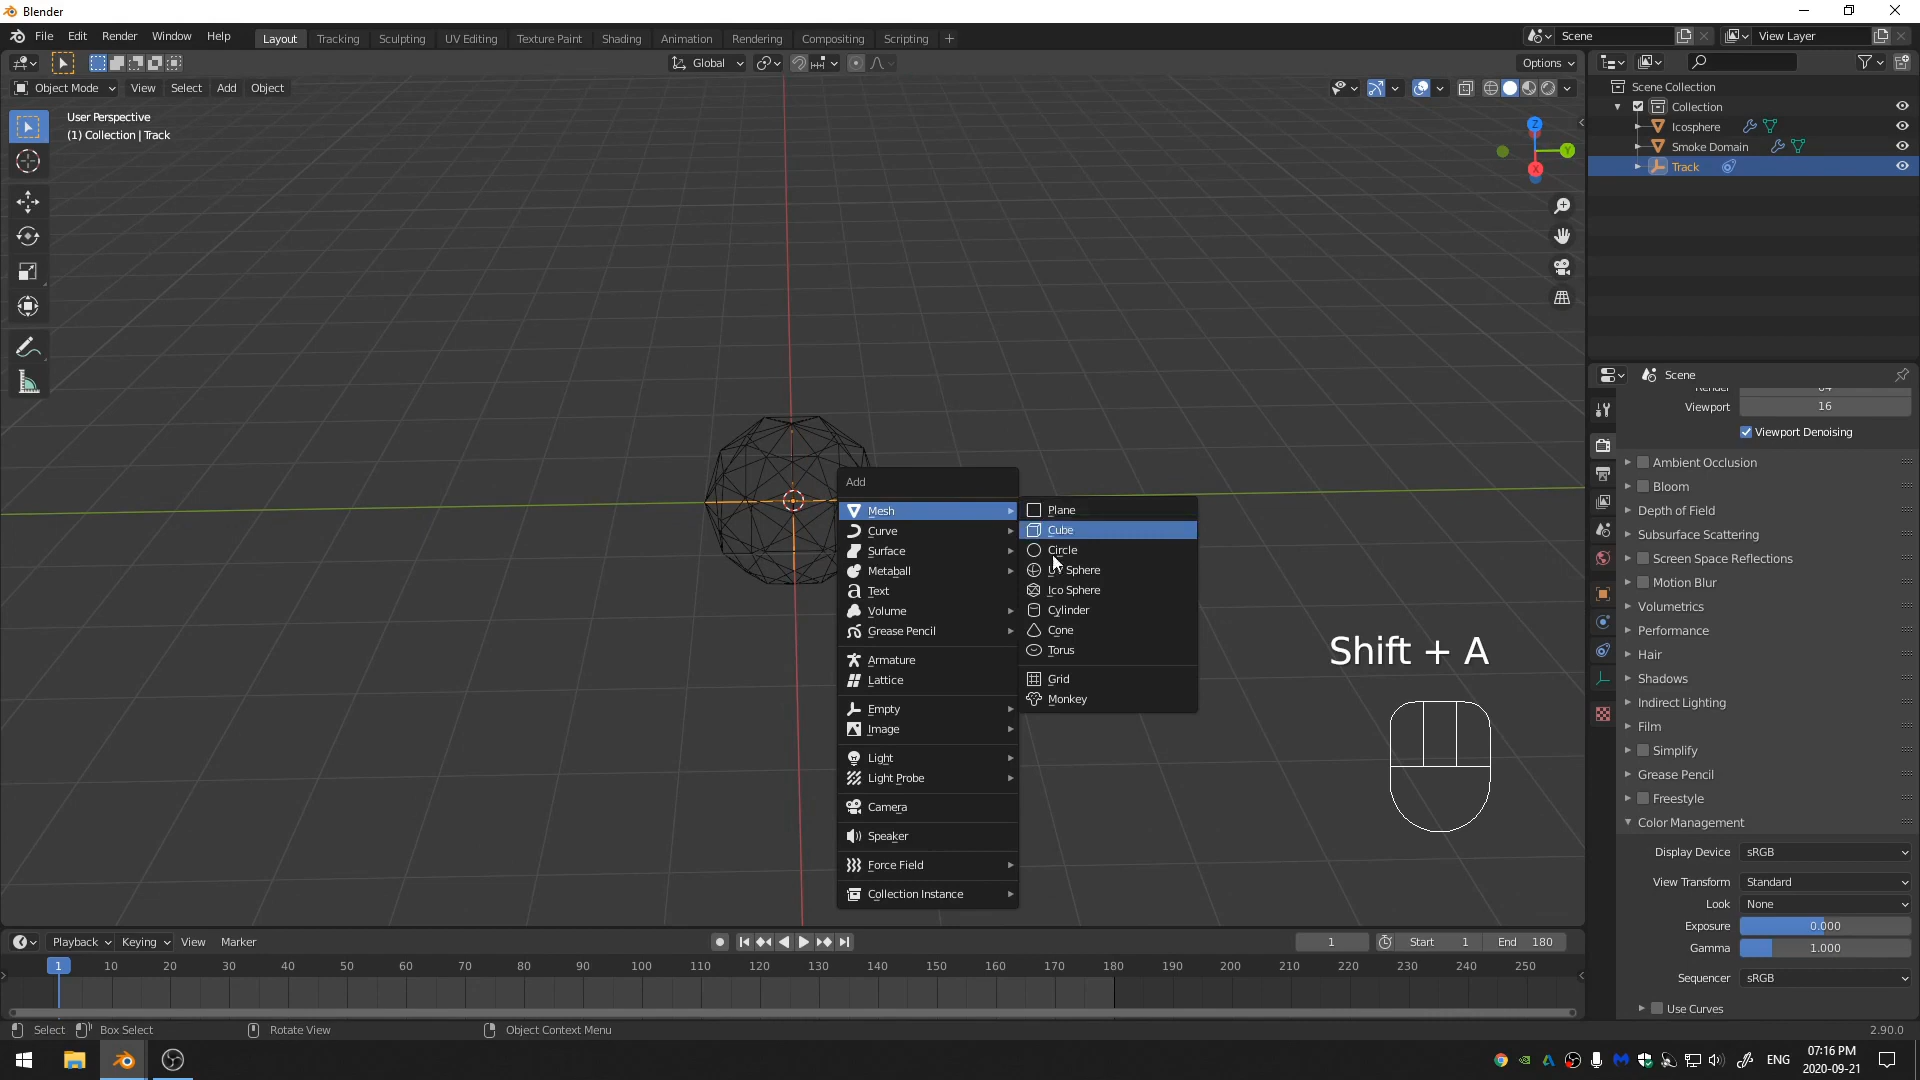 Blender
File Edit Render Window Help
Layout Tracking Sculpting UV Editing Texture Paint Shading Animation Rendering Compositing Scripting +
Scene
View Layer
Global
Options
Object Mode View Select Add Object
User Perspective
(1) Collection | Track
Z
Y
X
Scene Collection
Collection
Icosphere
Smoke Domain
Track
Scene
Viewport 16
Viewport Denoising
Ambient Occlusion
Bloom
Depth of Field
Subsurface Scattering
Screen Space Reflections
Motion Blur
Volumetrics
Performance
Hair
Shadows
Indirect Lighting
Film
Simplify
Grease Pencil
Freestyle
Color Management
Display Device sRGB
View Transform Standard
Look None
Exposure 0.000
Gamma 1.000
Sequencer sRGB
Use Curves
Add
Mesh
Curve
Surface
Metaball
Text
Volume
Grease Pencil
Armature
Lattice
Empty
Image
Light
Light Probe
Camera
Speaker
Force Field
Collection Instance
Plane
Cube
Circle
UV Sphere
Ico Sphere
Cylinder
Cone
Torus
Grid
Monkey
Shift + A
Playback Keying View Marker
1
Start 1
End 180
1 10 20 30 40 50 60 70 80 90 100 110 120 130 140 150 160 170 180 190 200 210 220 230 240 250
Select Box Select Rotate View Object Context Menu
2.90.0
ENG
07:16 PM
2020-09-21